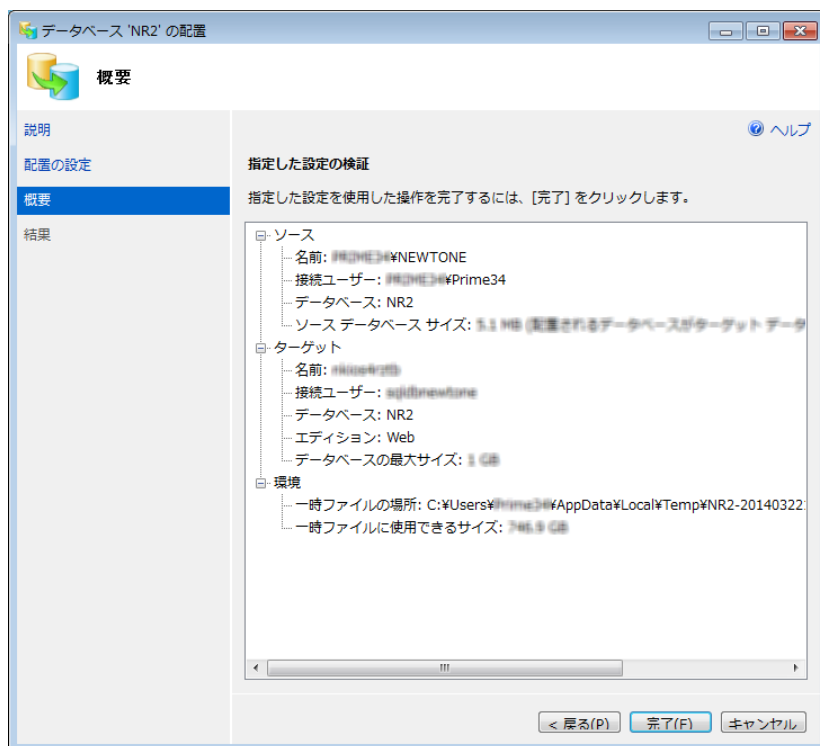 データベース 'NR2' の配置
概要
説明
配置の設定
概要
結果
ヘルプ
指定した設定の検証
指定した設定を使用した操作を完了するには、[完了] をクリックします。
ソース
名前: ¥NEWTONE
接続ユーザー: ¥Prime34
データベース: NR2
ソース データベース サイズ:
ターゲット
名前:
接続ユーザー:
データベース: NR2
エディション: Web
データベースの最大サイズ:
環境
一時ファイルの場所: C:¥Users¥ ¥AppData¥Local¥Temp¥NR2-20140322
一時ファイルに使用できるサイズ:
< 戻る(P)
完了(F)
キャンセル